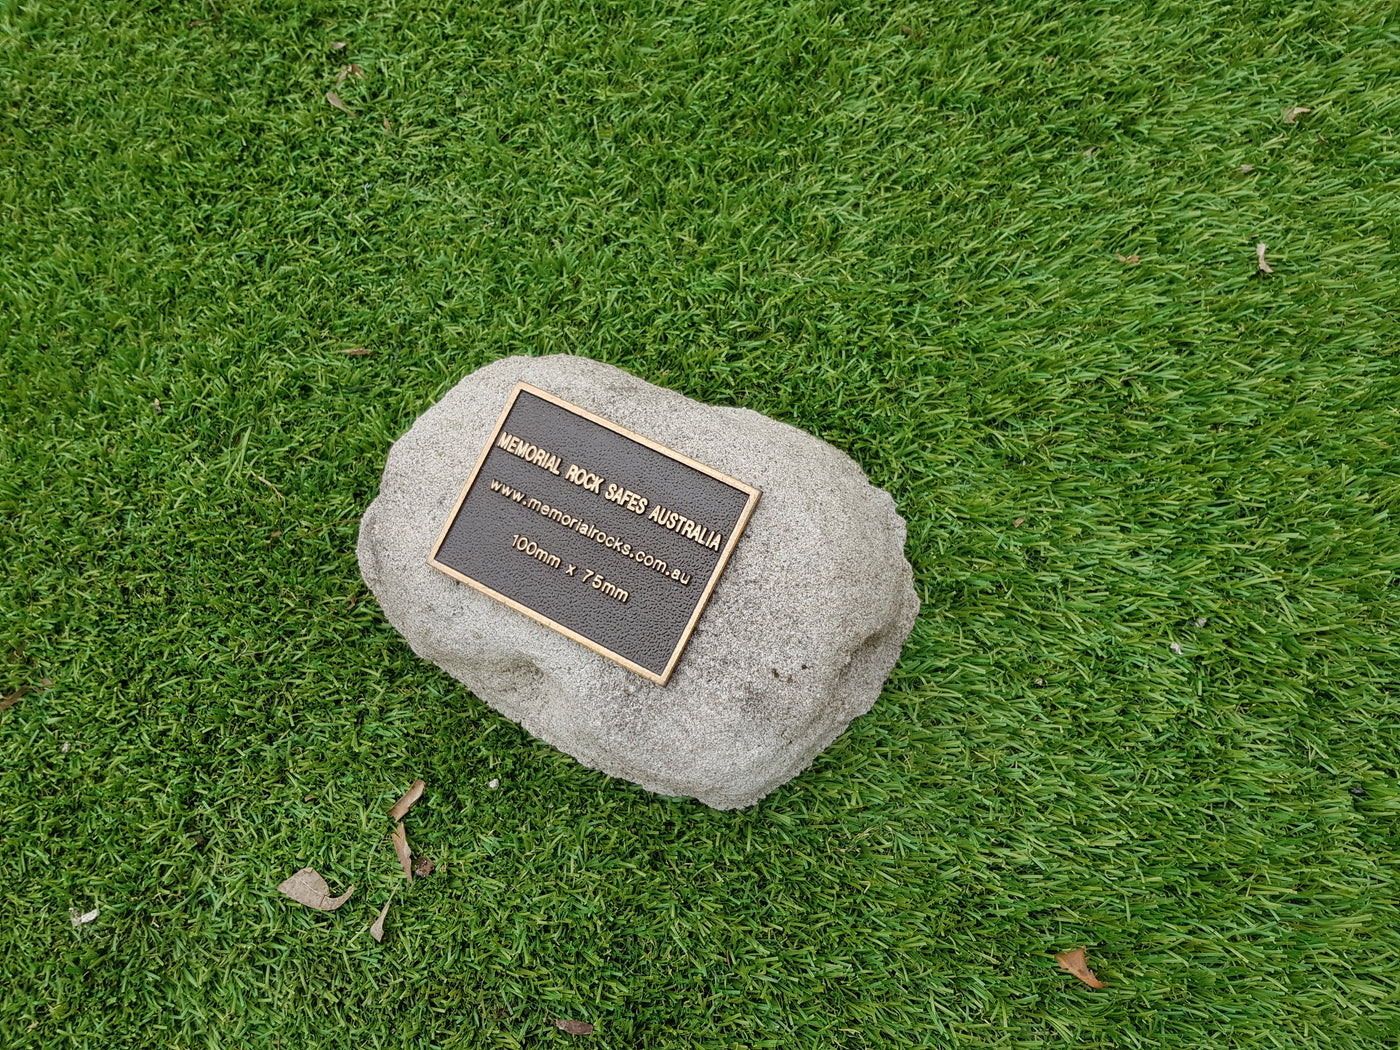 MEMORIAL ROCK SAFES AUSTRALIA
www.memorialrocks.com.au
100mm x 75mm